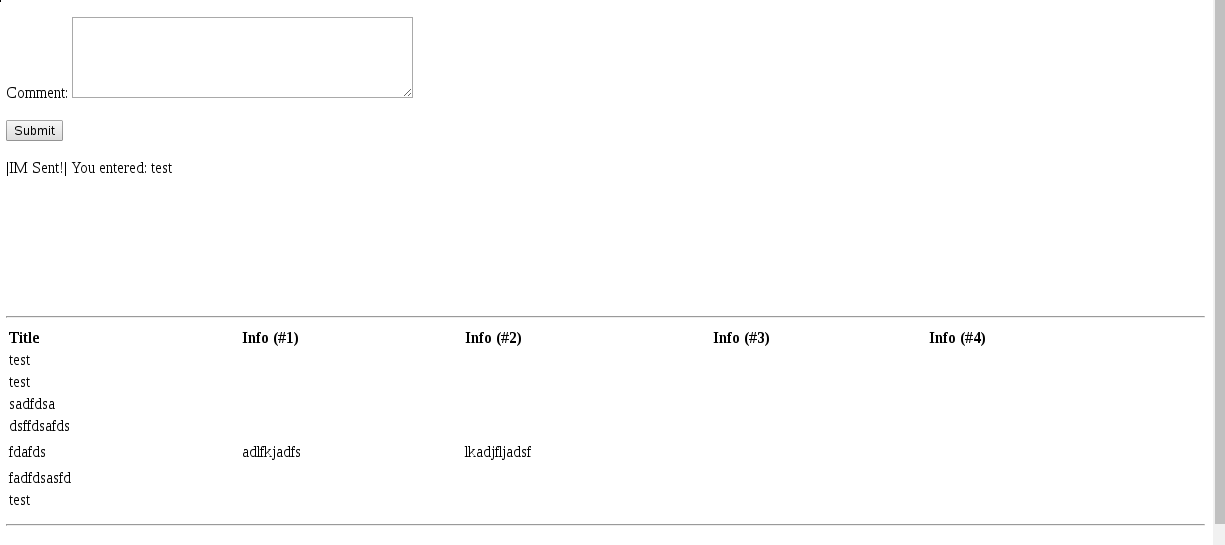 Comment:
Submit
|IM Sent!| You entered: test
Title Info (#1) Info (#2) Info (#3) Info (#4)
test
test
sadfdsa
dsffdsafds
fdafds adlfkjadfs lkadjfljadsf
fadfdsasfd
test